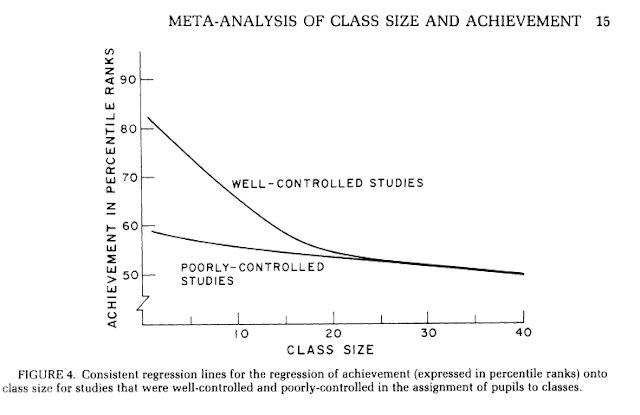 META-ANALYSIS OF CLASS SIZE AND ACHIEVEMENT 15
ACHIEVEMENT IN PERCENTILE RANKS
90
80
70
60
50
WELL-CONTROLLED STUDIES
POORLY-CONTROLLED
STUDIES
10 20 30 40
CLASS SIZE
FIGURE 4. Consistent regression lines for the regression of achievement (expressed in percentile ranks) onto
class size for studies that were well-controlled and poorly-controlled in the assignment of pupils to classes.